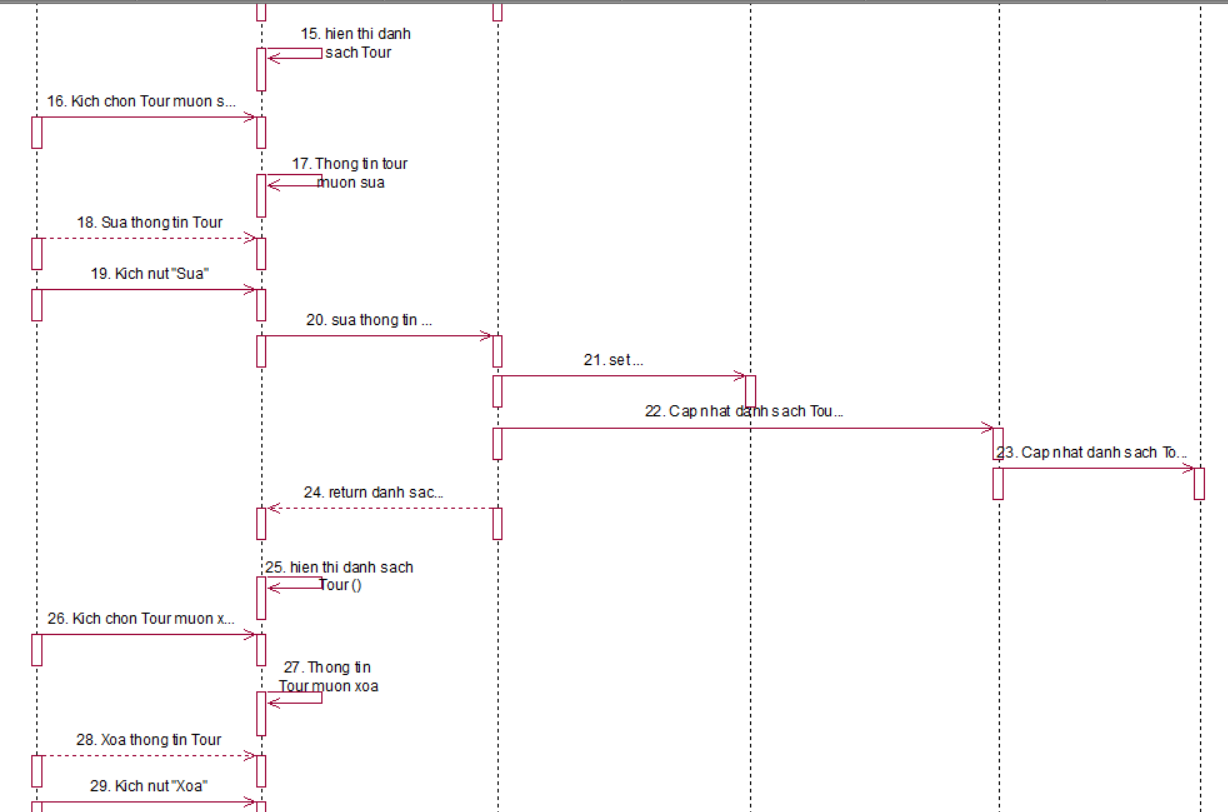 15. hien thi danh
sach Tour
16. Kich chon Tour muon s...
17. Thong tin tour
muon sua
18. Sua thong tin Tour
19. Kich nut "Sua"
20. sua thong tin ...
21. set ...
22. Cap nhat danh sach Tou...
23. Cap nhat danh sach To...
24. return danh sac...
25. hien thi danh sach
Tour ()
26. Kich chon Tour muon x...
27. Thong tin
Tour muon xoa
28. Xoa thong tin Tour
29. Kich nut "Xoa"